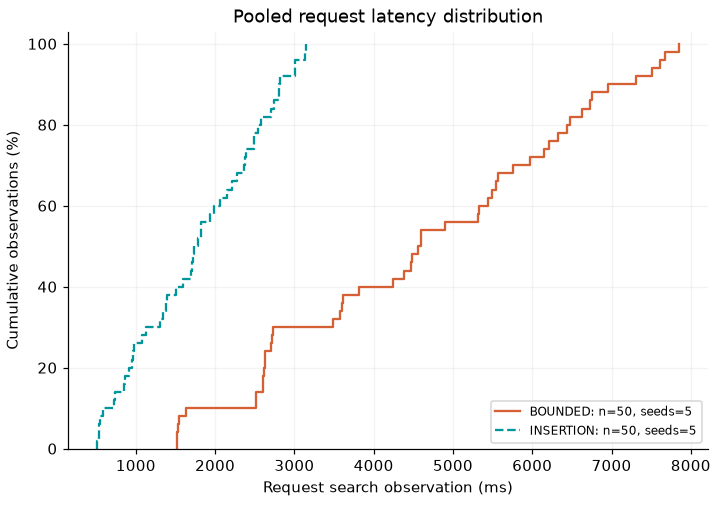 Pooled request latency distribution
Cumulative observations (%)
100
80
60
40
20
0
BOUNDED: n=50, seeds=5
INSERTION: n=50, seeds=5
1000 2000 3000 4000 5000 6000 7000 8000
Request search observation (ms)